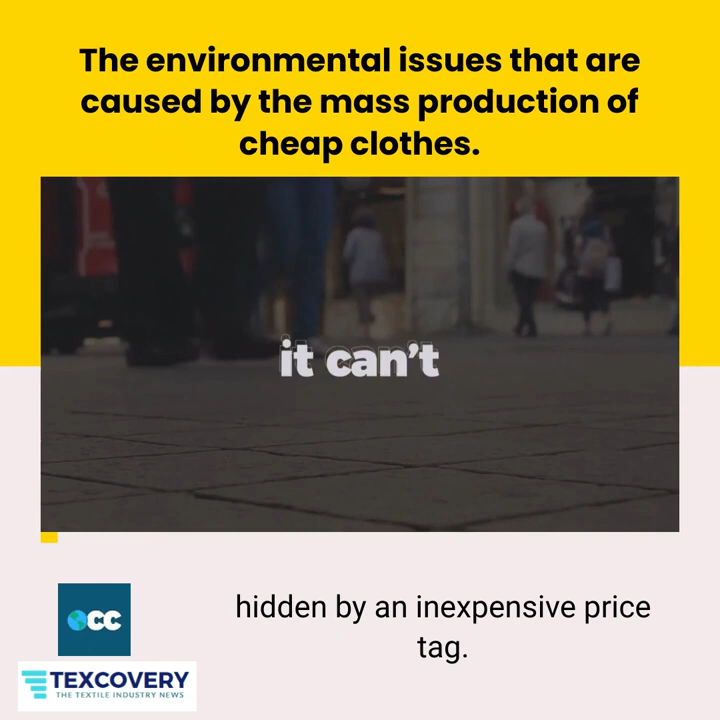 The environmental issues that are
caused by the mass production of
cheap clothes.
it can't
hidden by an inexpensive price
tag.
CC
TEXCOVERY
THE TEXTILE INDUSTRY NEWS